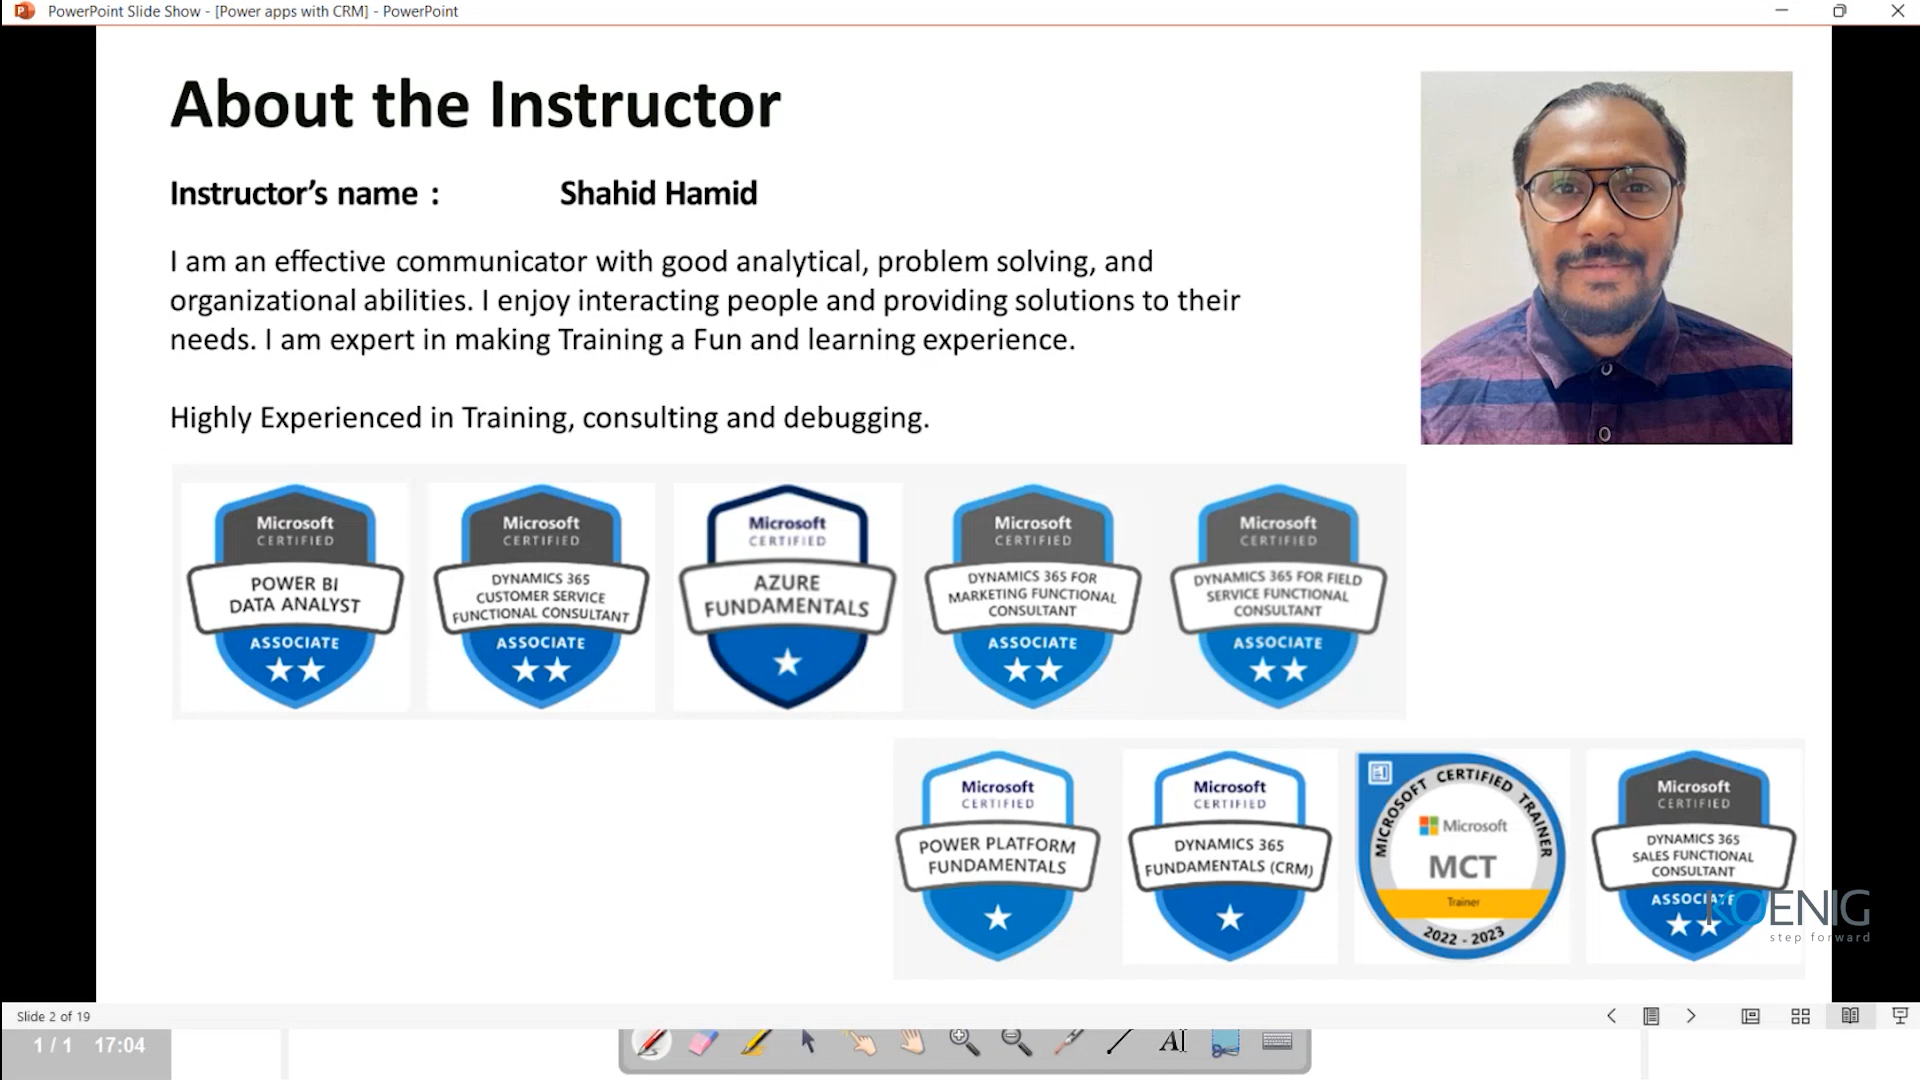 PowerPoint Slide Show - [Power apps with CRM] - PowerPoint
About the Instructor
Instructor’s name : Shahid Hamid
I am an effective communicator with good analytical, problem solving, and
organizational abilities. I enjoy interacting people and providing solutions to their
needs. I am expert in making Training a Fun and learning experience.
Highly Experienced in Training, consulting and debugging.
Microsoft
CERTIFIED
POWER BI
DATA ANALYST
ASSOCIATE
Microsoft
CERTIFIED
DYNAMICS 365
CUSTOMER SERVICE
FUNCTIONAL CONSULTANT
ASSOCIATE
Microsoft
CERTIFIED
AZURE
FUNDAMENTALS
Microsoft
CERTIFIED
DYNAMICS 365 FOR
MARKETING FUNCTIONAL
CONSULTANT
ASSOCIATE
Microsoft
CERTIFIED
DYNAMICS 365 FOR FIELD
SERVICE FUNCTIONAL
CONSULTANT
ASSOCIATE
Microsoft
CERTIFIED
POWER PLATFORM
FUNDAMENTALS
Microsoft
CERTIFIED
DYNAMICS 365
FUNDAMENTALS (CRM)
MICROSOFT CERTIFIED TRAINER
Microsoft
MCT
Trainer
2022 - 2023
Microsoft
CERTIFIED
DYNAMICS 365
SALES FUNCTIONAL
CONSULTANT
ASSOCIATE
KOENIG
step forward
Slide 2 of 19
1 / 1 17:04